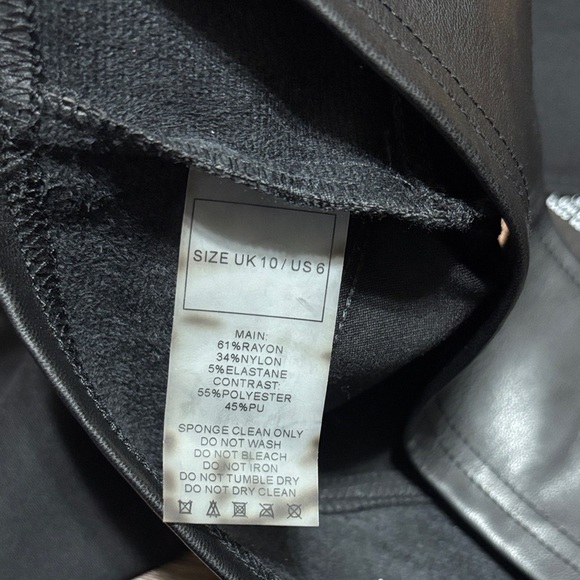 SIZE UK 10 / US 6
MAIN:
61%RAYON
34%NYLON
5%ELASTANE
CONTRAST:
55%POLYESTER
45%PU
SPONGE CLEAN ONLY
DO NOT WASH
DO NOT BLEACH
DO NOT IRON
DO NOT TUMBLE DRY
DO NOT DRY CLEAN